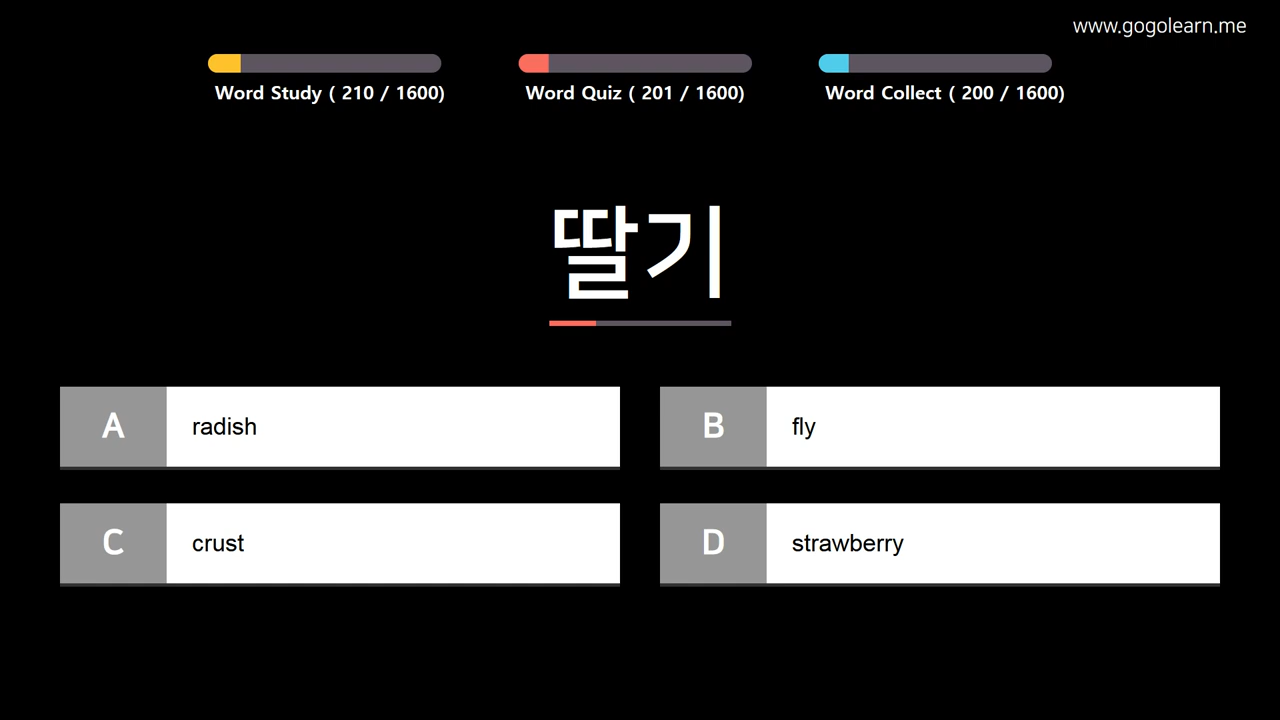 www.gogolearn.me
Word Study ( 210 / 1600)
Word Quiz ( 201 / 1600)
Word Collect ( 200 / 1600)
딸기
A radish
B fly
C crust
D strawberry